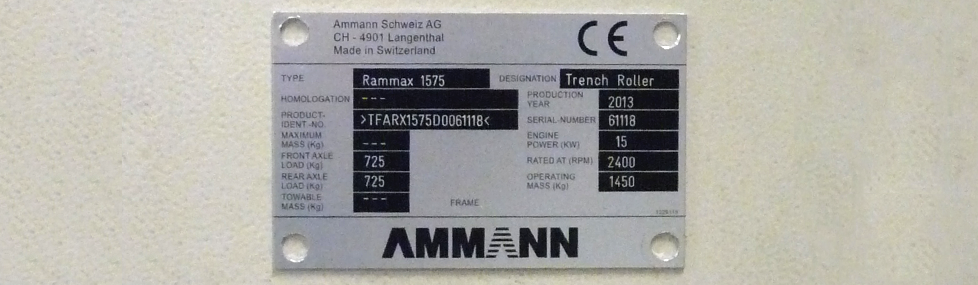 Ammann Schweiz AG
CH - 4901 Langenthal
Made in Switzerland
CE
TYPE Rammax 1575 DESIGNATION Trench Roller
HOMOLOGATION --- PRODUCTION YEAR 2013
PRODUCT-IDENT.-NO. >TFARX1575D0061118< SERIAL-NUMBER 61118
MAXIMUM MASS (Kg) --- ENGINE POWER (KW) 15
FRONT AXLE LOAD (Kg) 725 RATED AT (RPM) 2400
REAR AXLE LOAD (Kg) 725 OPERATING MASS (Kg) 1450
TOWABLE MASS (Kg) --- FRAME
AMMANN